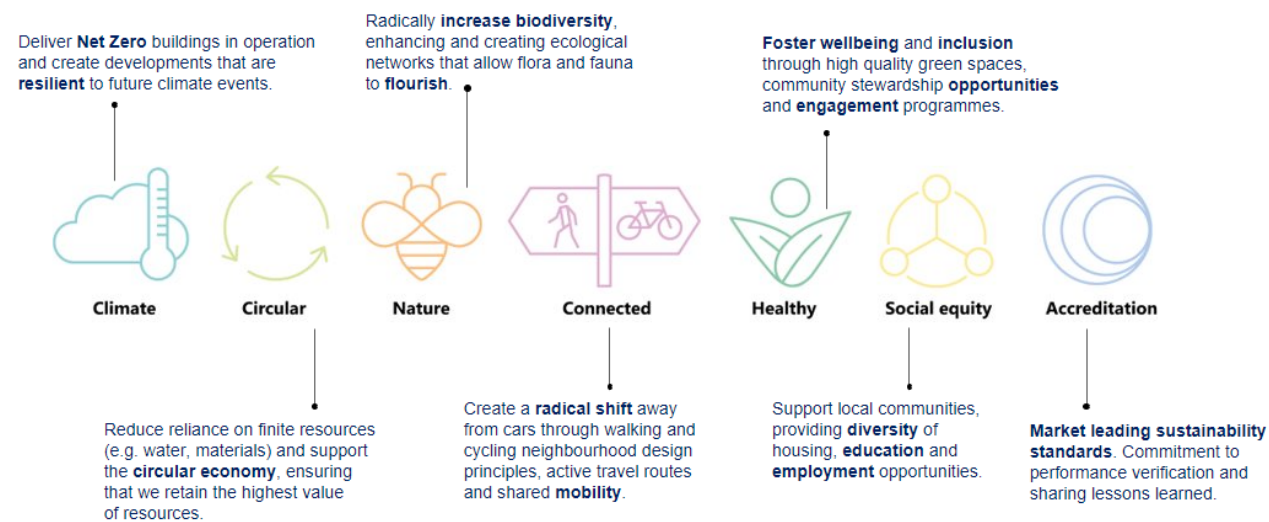 Deliver Net Zero buildings in operation
and create developments that are
resilient to future climate events.
Radically increase biodiversity,
enhancing and creating ecological
networks that allow flora and fauna
to flourish.
Foster wellbeing and inclusion
through high quality green spaces,
community stewardship opportunities
and engagement programmes.
Climate
Circular
Nature
Connected
Healthy
Social equity
Accreditation
Reduce reliance on finite resources
(e.g. water, materials) and support
the circular economy, ensuring
that we retain the highest value
of resources.
Create a radical shift away
from cars through walking and
cycling neighbourhood design
principles, active travel routes
and shared mobility.
Support local communities,
providing diversity of
housing, education and
employment opportunities.
Market leading sustainability
standards. Commitment to
performance verification and
sharing lessons learned.